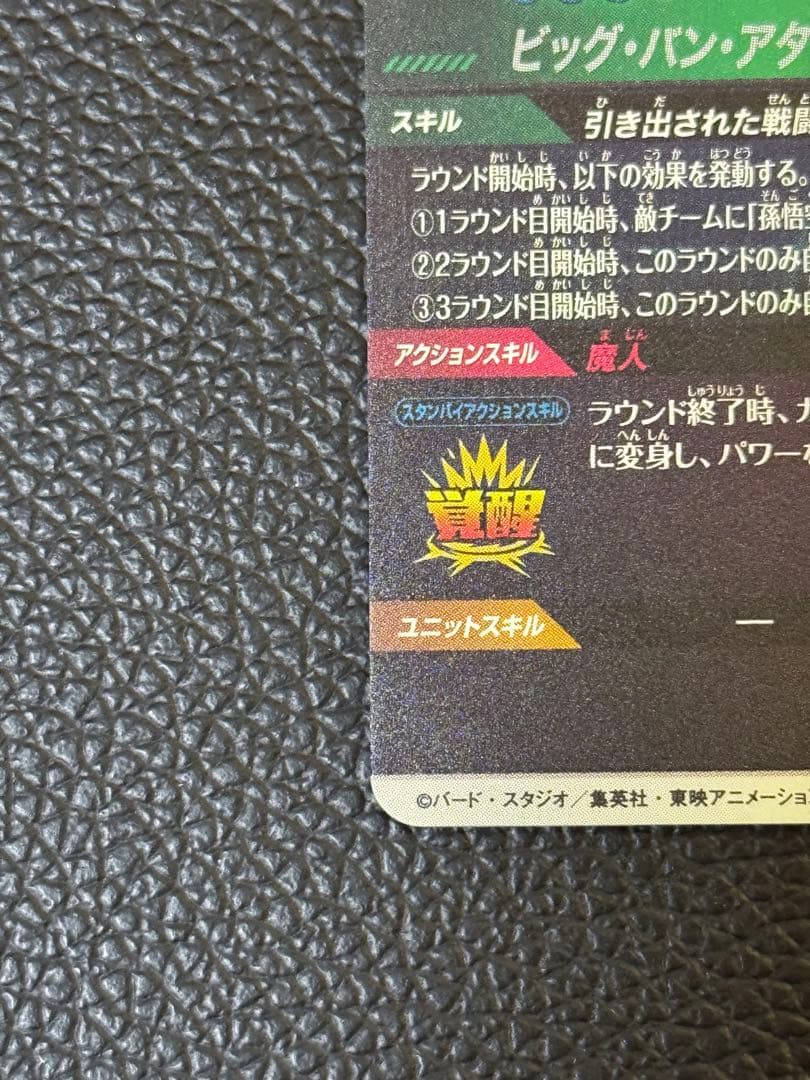 ビッグ・バン・アタ
スキル
引き出された戦闘
ラウンド開始時、以下の効果を発動する。
①1ラウンド目開始時、敵チームに「孫悟空
②2ラウンド目開始時、このラウンドのみ自
③3ラウンド目開始時、このラウンドのみ自
アクションスキル
魔人
スタンバイアクションスキル
ラウンド終了時、カ
に変身し、パワーな
覚醒
ユニットスキル
ー
©バード・スタジオ／集英社・東映アニメーショ